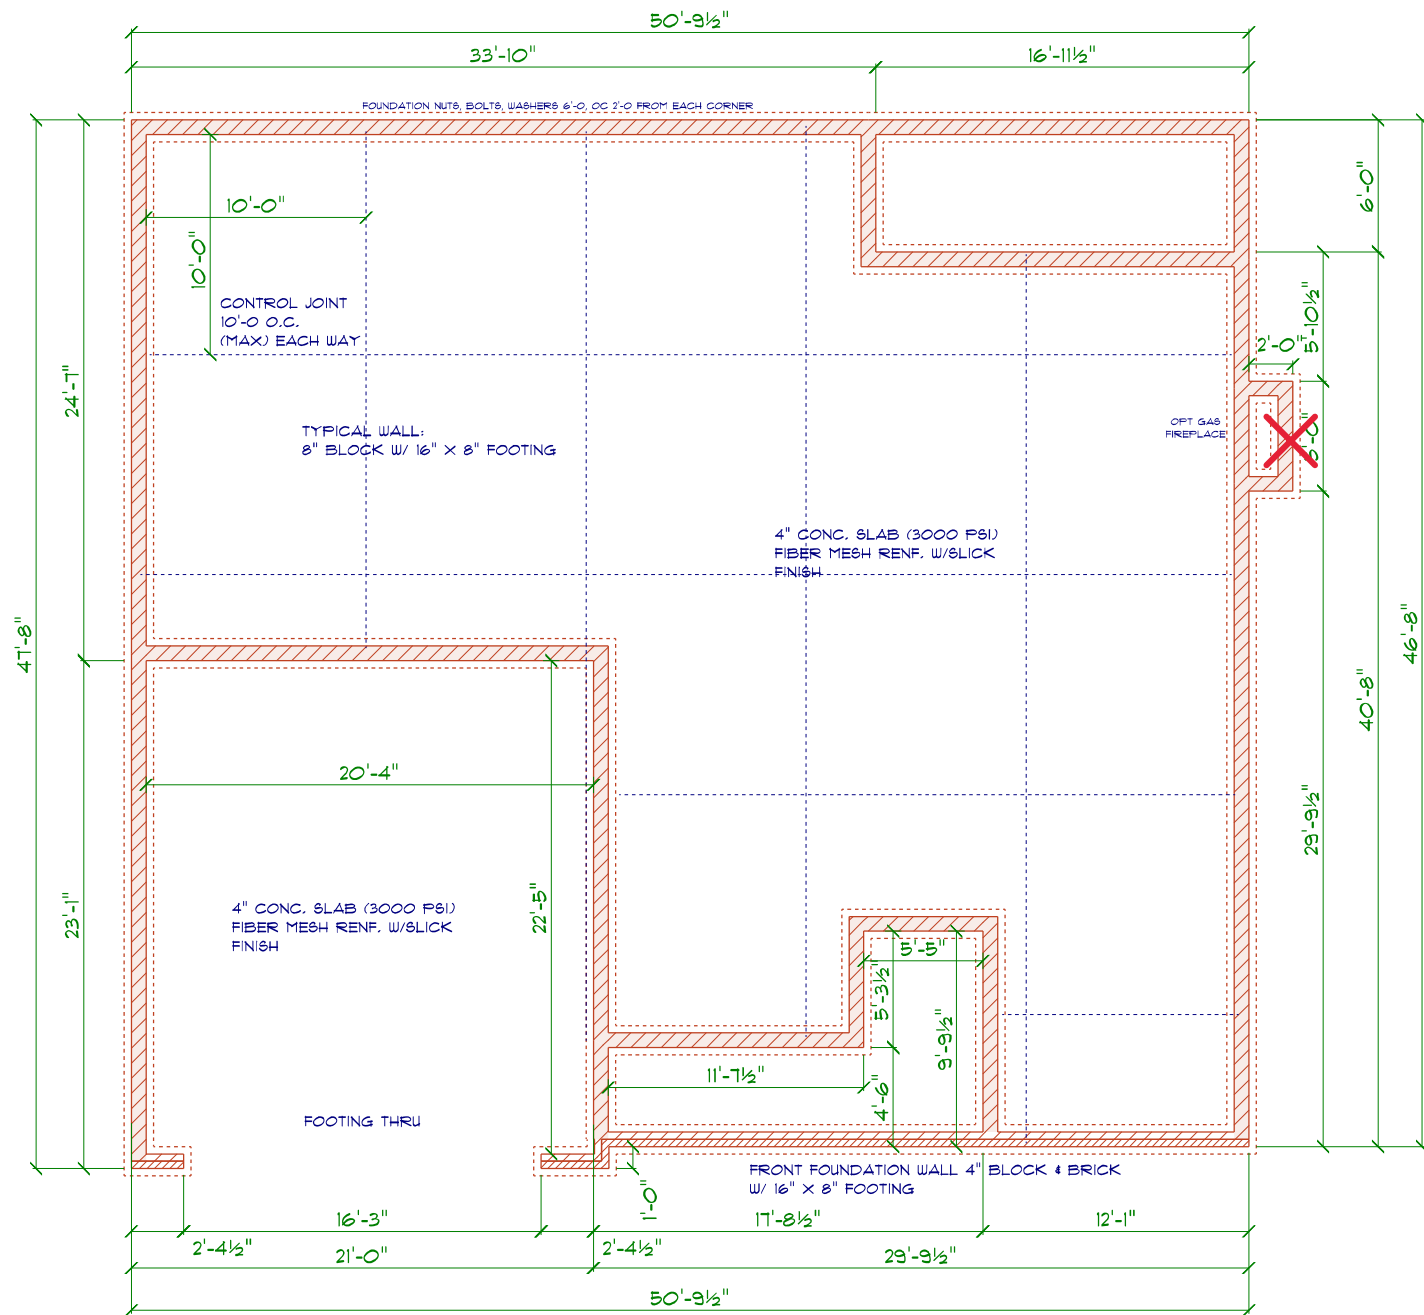 50'-9½"
33'-10"
16'-11½"
FOUNDATION NUTS, BOLTS, WASHERS 6'-0, OC 2'-0 FROM EACH CORNER
6'-0"
10'-0"
10'-0"
CONTROL JOINT
10'-0 O.C.
(MAX) EACH WAY
5'-10½"
2'-0"
24'-7"
TYPICAL WALL:
8" BLOCK W/ 16" X 8" FOOTING
OPT GAS
FIREPLACE
4" CONC. SLAB (3000 PSI)
FIBER MESH RENF. W/SLICK
FINISH
47'-8"
46'-8"
40'-8"
20'-4"
29'-9½"
23'-1"
22'-5"
4" CONC. SLAB (3000 PSI)
FIBER MESH RENF. W/SLICK
FINISH
5'-5"
5'-3½"
9'-9½"
11'-7½"
4'-6"
FOOTING THRU
FRONT FOUNDATION WALL 4" BLOCK & BRICK
W/ 16" X 8" FOOTING
1'-0"
16'-3"
17'-8½"
12'-1"
2'-4½"
2'-4½"
21'-0"
29'-9½"
50'-9½"